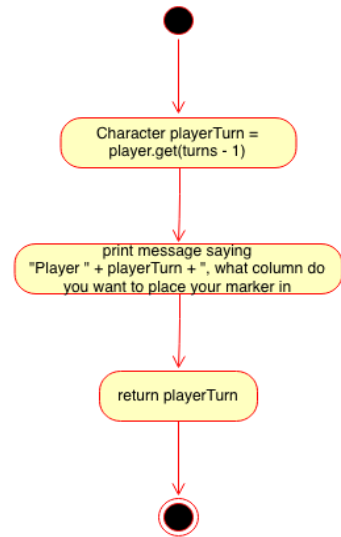 Character playerTurn =
player.get(turns - 1)
print message saying
"Player " + playerTurn + ", what column do
you want to place your marker in
return playerTurn